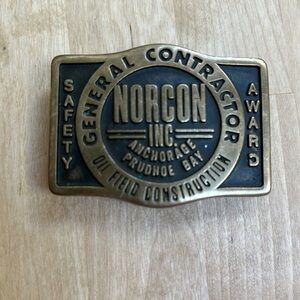 GENERAL CONTRACTOR
SAFETY
NORCON
INC.
ANCHORAGE
PRUDHOE BAY
AWARD
OIL FIELD CONSTRUCTION